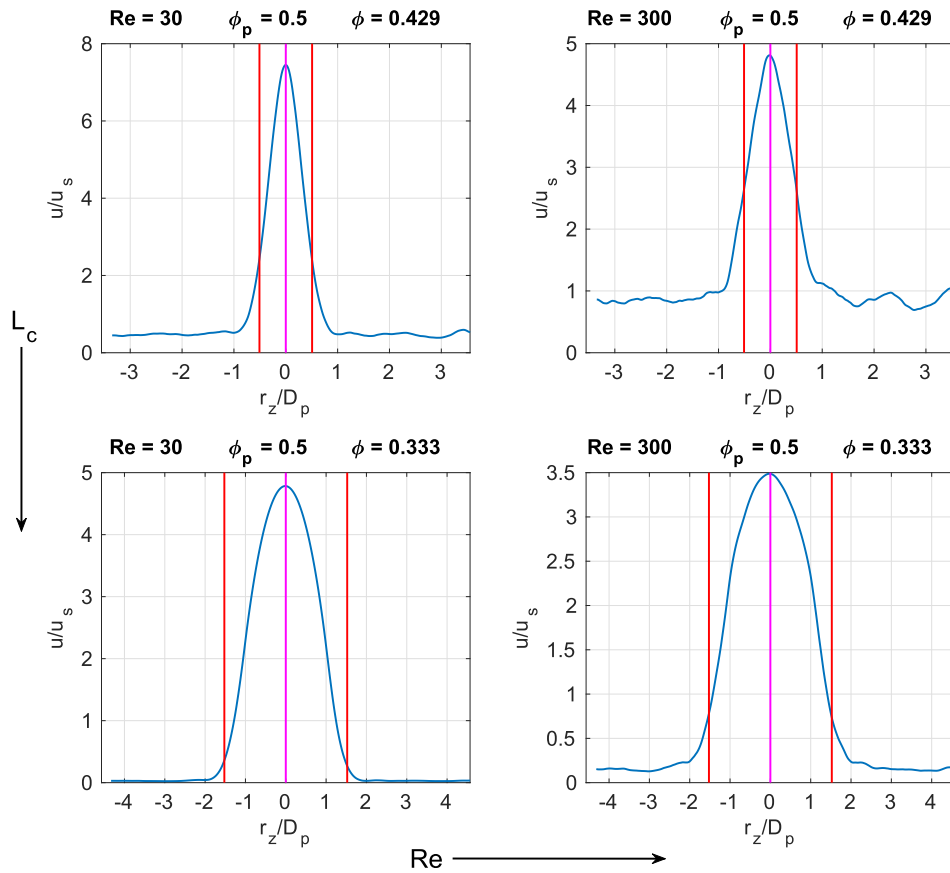 Re = 30 ϕp = 0.5 ϕ = 0.429
8
6
4
2
0
u/us
-3 -2 -1 0 1 2 3
rz/Dp
Re = 300 ϕp = 0.5 ϕ = 0.429
5
4
3
2
1
0
u/us
-3 -2 -1 0 1 2 3
rz/Dp
Lc
Re = 30 ϕp = 0.5 ϕ = 0.333
5
4
3
2
1
0
u/us
-4 -3 -2 -1 0 1 2 3 4
rz/Dp
Re = 300 ϕp = 0.5 ϕ = 0.333
3.5
3
2.5
2
1.5
1
0.5
0
u/us
-4 -3 -2 -1 0 1 2 3 4
rz/Dp
Re